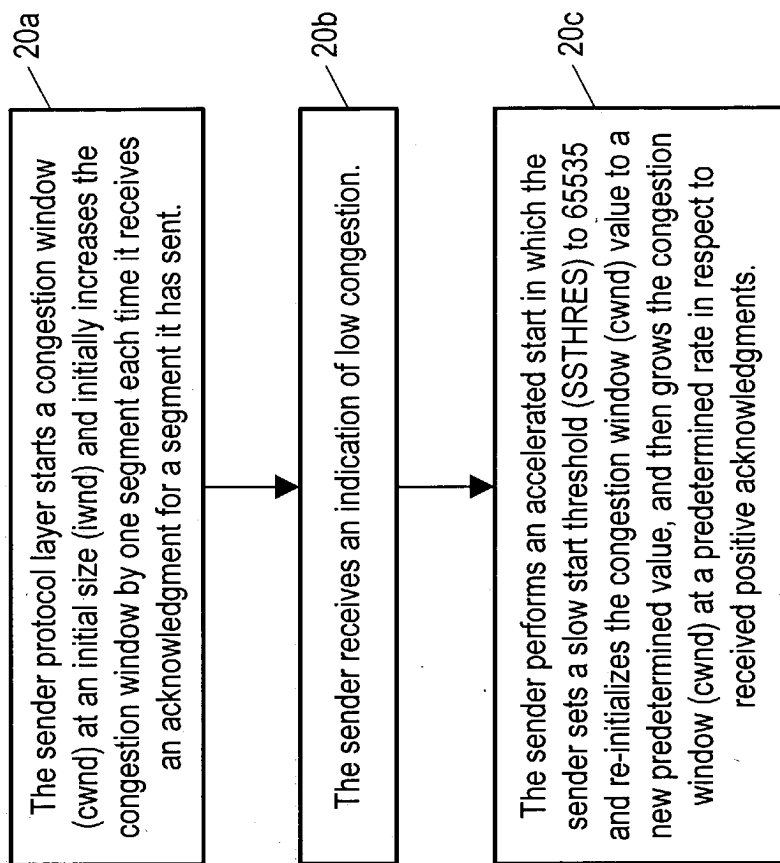 20a
The sender protocol layer starts a congestion window
(cwnd) at an initial size (iwnd) and initially increases the
congestion window by one segment each time it receives
an acknowledgment for a segment it has sent.
20b
The sender receives an indication of low congestion.
20c
The sender performs an accelerated start in which the
sender sets a slow start threshold (SSTHRES) to 65535
and re-initializes the congestion window (cwnd) value to a
new predetermined value, and then grows the congestion
window (cwnd) at a predetermined rate in respect to
received positive acknowledgments.